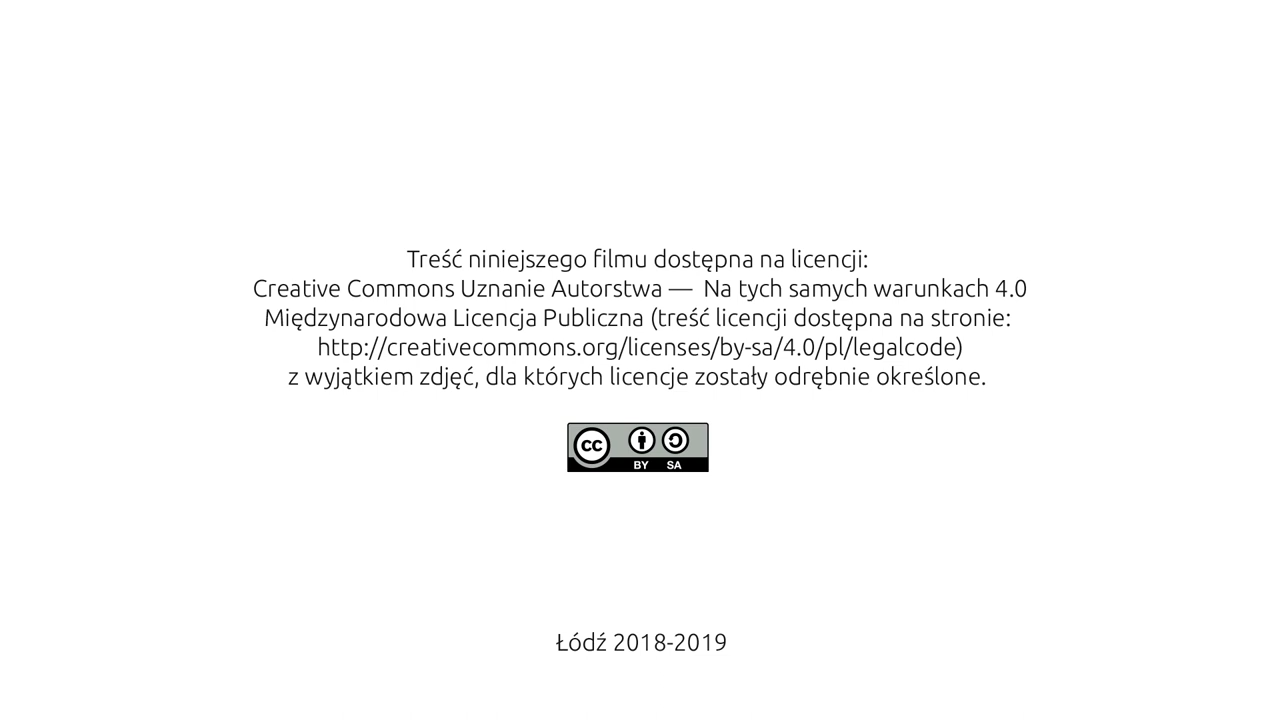 Treść niniejszego filmu dostępna na licencji:
Creative Commons Uznanie Autorstwa — Na tych samych warunkach 4.0
Międzynarodowa Licencja Publiczna (treść licencji dostępna na stronie:
http://creativecommons.org/licenses/by-sa/4.0/pl/legalcode)
z wyjątkiem zdjęć, dla których licencje zostały odrębnie określone.
cc
BY SA
Łódź 2018-2019